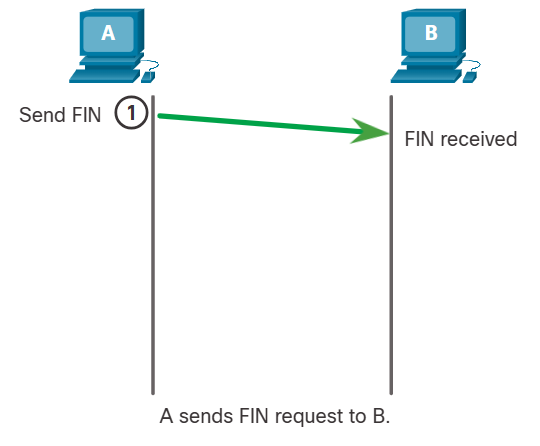 A
B
Send FIN 1
FIN received
A sends FIN request to B.